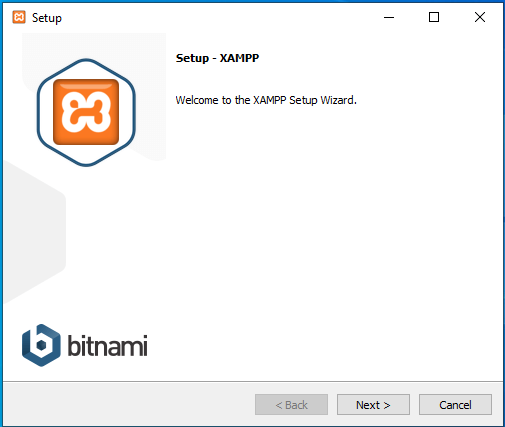 Setup
Setup - XAMPP
Welcome to the XAMPP Setup Wizard.
bitnami
< Back
Next >
Cancel